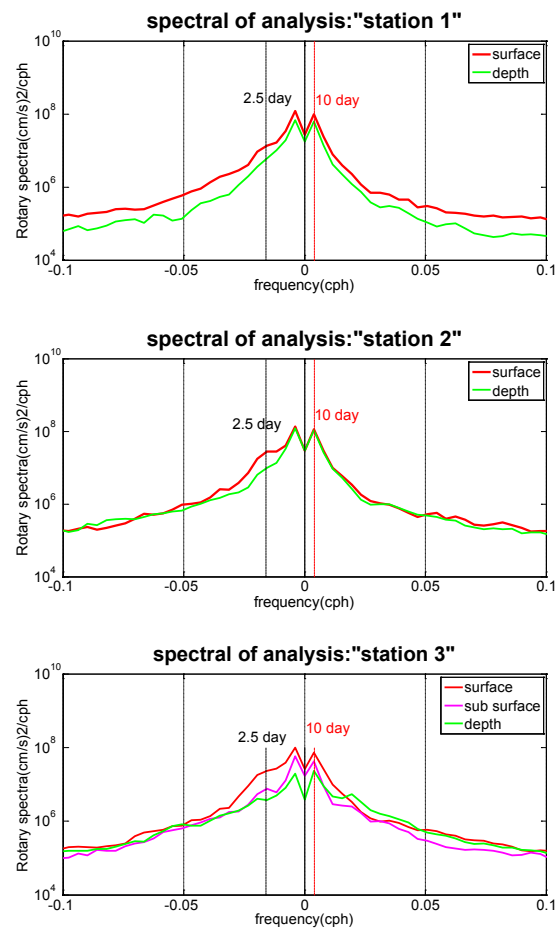 spectral of analysis:"station 1"
Rotary spectra(cm/s)2/cph
10^10
10^8
10^6
10^4
2.5 day
10 day
surface
depth
-0.1
-0.05
0
0.05
0.1
frequency(cph)
spectral of analysis:"station 2"
Rotary spectra(cm/s)2/cph
10^10
10^8
10^6
10^4
2.5 day
10 day
surface
depth
-0.1
-0.05
0
0.05
0.1
frequency(cph)
spectral of analysis:"station 3"
Rotary spectra(cm/s)2/cph
10^10
10^8
10^6
10^4
2.5 day
10 day
surface
sub surface
depth
-0.1
-0.05
0
0.05
0.1
frequency(cph)